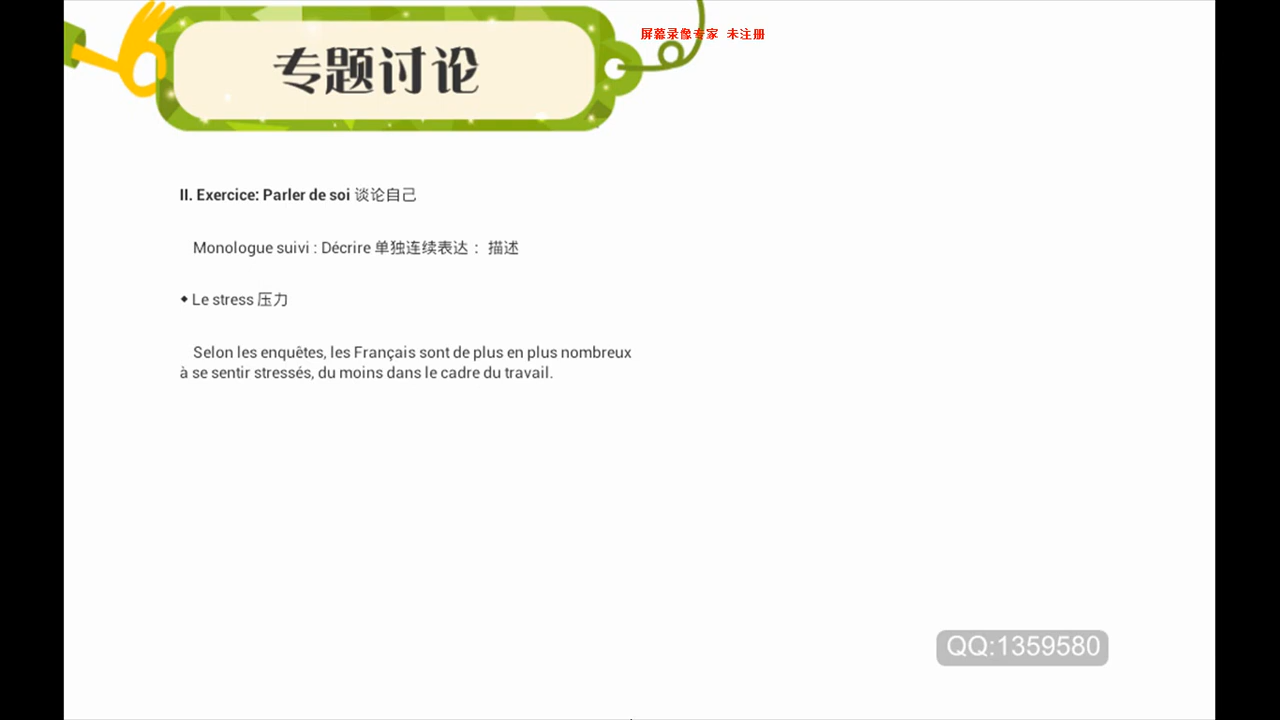 专题讨论
屏幕录像专家 未注册
II. Exercice: Parler de soi 谈论自己
Monologue suivi : Décrire 单独连续表达 ：描述
◆ Le stress 压力
Selon les enquêtes, les Français sont de plus en plus nombreux
à se sentir stressés, du moins dans le cadre du travail.
QQ:1359580